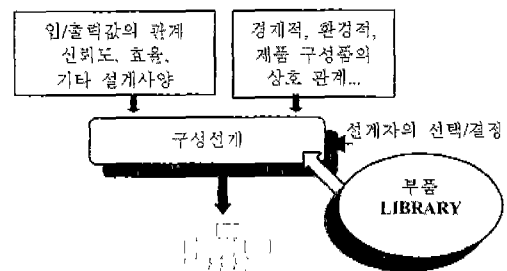 입/출력값의 관계
신뢰도, 효율,
기타 설계사양
경제적, 환경적,
제품 구성품의
상호 관계...
구성설계
설계자의 선택/결정
부품
LIBRARY